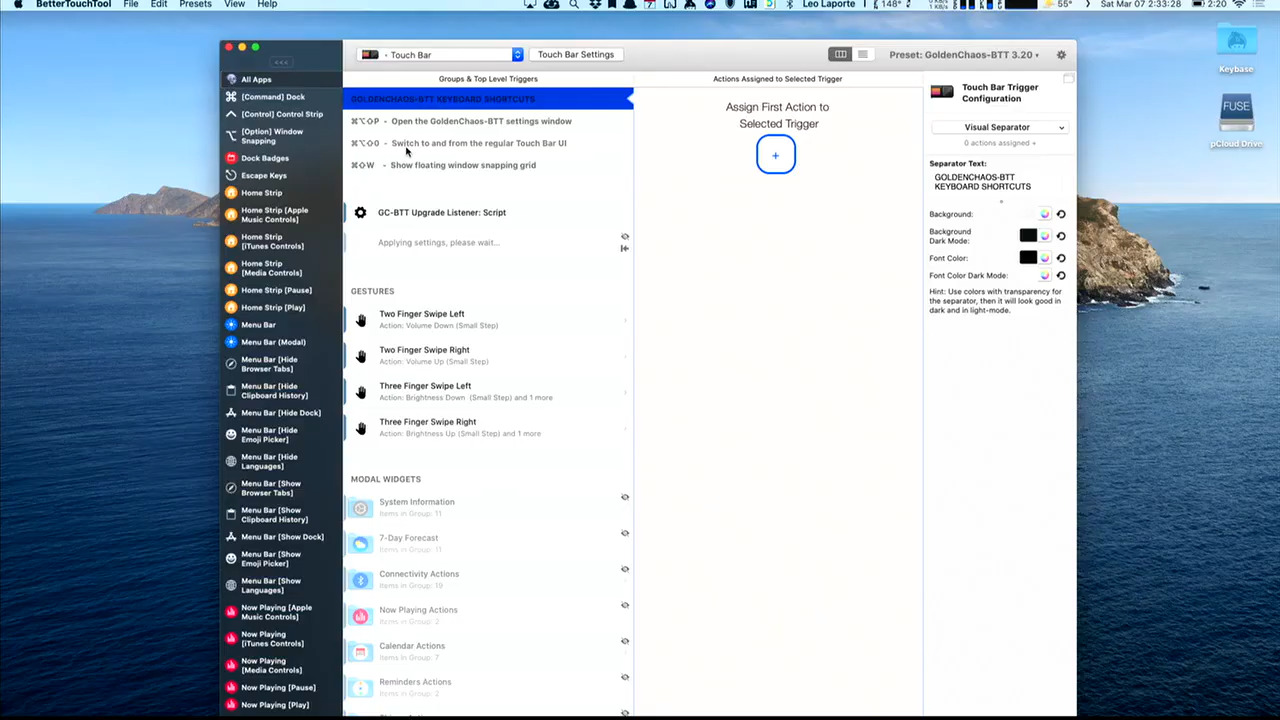 BetterTouchTool File Edit Presets View Help
Leo Laporte 148° 55° Sat Mar 07 2:33:28 2:20
Touch Bar
Touch Bar Settings
Preset: GoldenChaos-BTT 3.20
<<<
All Apps
[Command] Dock
[Control] Control Strip
[Option] Window
Snapping
Dock Badges
Escape Keys
Home Strip
Home Strip [Apple
Music Controls]
Home Strip
[iTunes Controls]
Home Strip
[Media Controls]
Home Strip [Pause]
Home Strip [Play]
Menu Bar
Menu Bar (Modal)
Menu Bar [Hide
Browser Tabs]
Menu Bar [Hide
Clipboard History]
Menu Bar [Hide Dock]
Menu Bar [Hide
Emoji Picker]
Menu Bar [Hide
Languages]
Menu Bar [Show
Browser Tabs]
Menu Bar [Show
Clipboard History]
Menu Bar [Show Dock]
Menu Bar [Show
Emoji Picker]
Menu Bar [Show
Languages]
Now Playing [Apple
Music Controls]
Now Playing
[iTunes Controls]
Now Playing
[Media Controls]
Now Playing [Pause]
Now Playing [Play]
Groups & Top Level Triggers
GOLDENCHAOS-BTT KEYBOARD SHORTCUTS
⌘⌥⇧P - Open the GoldenChaos-BTT settings window
⌘⌥⇧O - Switch to and from the regular Touch Bar UI
⌘⇧W - Show floating window snapping grid
GC-BTT Upgrade Listener: Script
Applying settings, please wait...
GESTURES
Two Finger Swipe Left
Action: Volume Down (Small Step)
Two Finger Swipe Right
Action: Volume Up (Small Step)
Three Finger Swipe Left
Action: Brightness Down (Small Step) and 1 more
Three Finger Swipe Right
Action: Brightness Up (Small Step) and 1 more
MODAL WIDGETS
System Information
Items in Group: 11
7-Day Forecast
Items in Group: 11
Connectivity Actions
Items in Group: 19
Now Playing Actions
Items in Group: 2
Calendar Actions
Items in Group: 7
Reminders Actions
Items in Group: 2
Actions Assigned to Selected Trigger
Assign First Action to
Selected Trigger
+
Touch Bar Trigger
Configuration
Visual Separator
0 actions assigned +
Separator Text:
GOLDENCHAOS-BTT
KEYBOARD SHORTCUTS
Background:
Background
Dark Mode:
Font Color:
Font Color Dark Mode:
Hint: Use colors with transparency for
the separator, then it will look good in
dark and in light-mode.
Keybase
FUSE
pCloud Drive